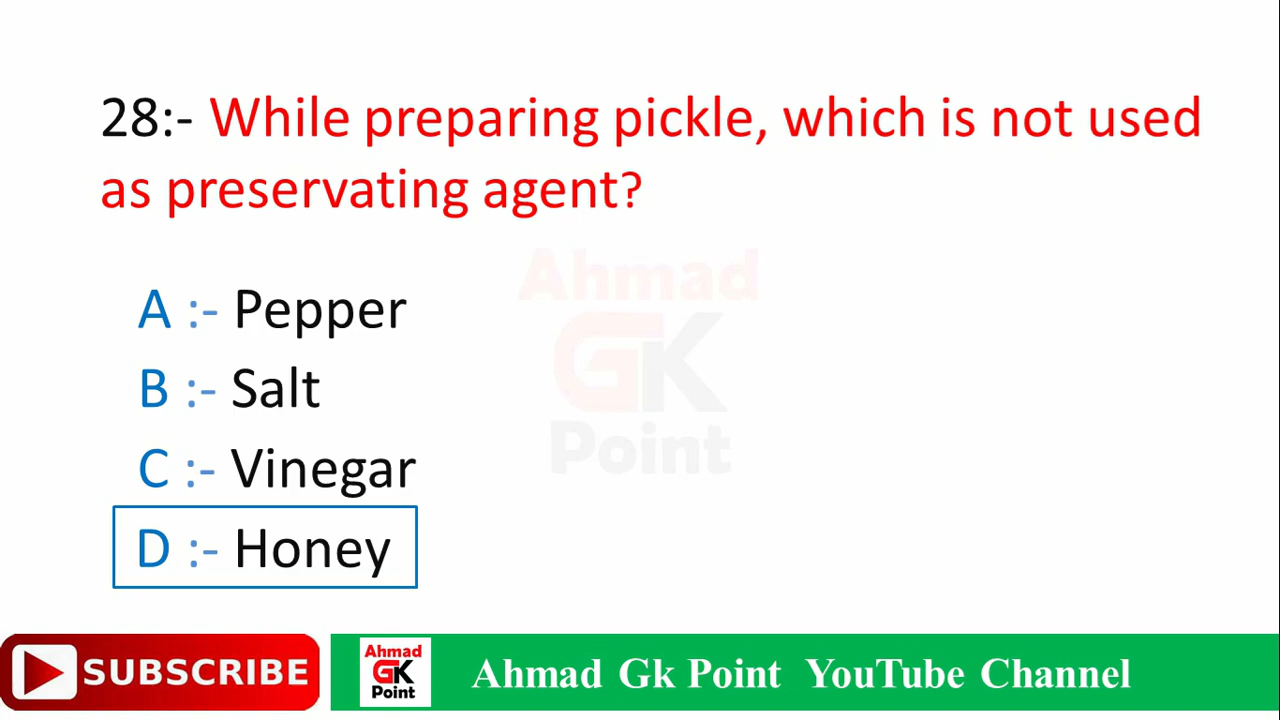 28:- While preparing pickle, which is not used
as preservating agent?
Ahmad
GK
Point
A :- Pepper
B :- Salt
C :- Vinegar
D :- Honey
SUBSCRIBE
Ahmad
GK
Point
Ahmad Gk Point YouTube Channel